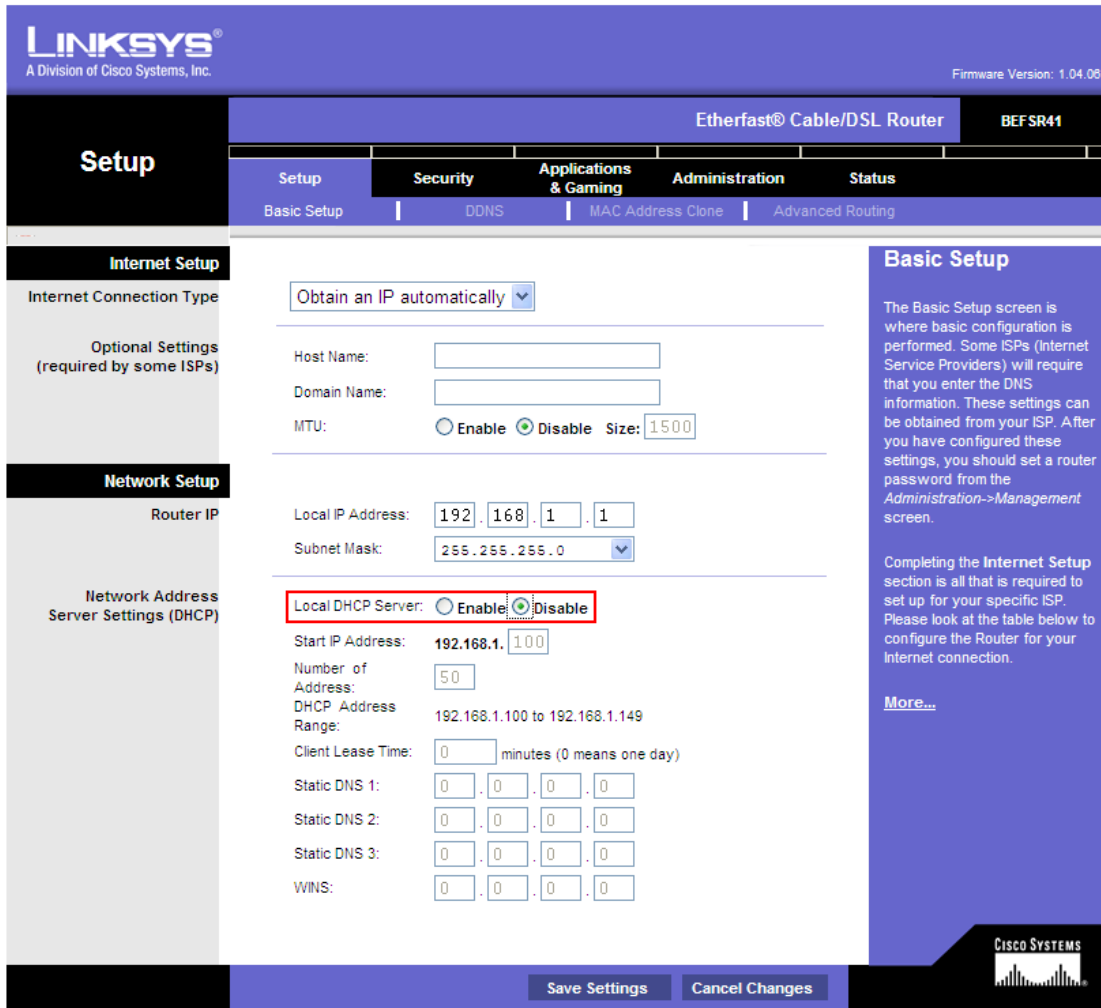 LINKSYS®
A Division of Cisco Systems, Inc.
Firmware Version: 1.04.06
Etherfast® Cable/DSL Router
BEFSR41
Setup
Setup
Security
Applications
& Gaming
Administration
Status
Basic Setup
DDNS
MAC Address Clone
Advanced Routing
Internet Setup
Internet Connection Type
Obtain an IP automatically
Optional Settings
(required by some ISPs)
Host Name:
Domain Name:
MTU:
Enable Disable Size: 1500
Network Setup
Router IP
Local IP Address: 192 . 168 . 1 . 1
Subnet Mask: 255.255.255.0
Network Address
Server Settings (DHCP)
Local DHCP Server: Enable Disable
Start IP Address: 192.168.1. 100
Number of
Address:
50
DHCP Address
Range:
192.168.1.100 to 192.168.1.149
Client Lease Time: 0 minutes (0 means one day)
Static DNS 1: 0 . 0 . 0 . 0
Static DNS 2: 0 . 0 . 0 . 0
Static DNS 3: 0 . 0 . 0 . 0
WINS: 0 . 0 . 0 . 0
Basic Setup
The Basic Setup screen is
where basic configuration is
performed. Some ISPs (Internet
Service Providers) will require
that you enter the DNS
information. These settings can
be obtained from your ISP. After
you have configured these
settings, you should set a router
password from the
Administration->Management
screen.
Completing the Internet Setup
section is all that is required to
set up for your specific ISP.
Please look at the table below to
configure the Router for your
Internet connection.
More...
Save Settings
Cancel Changes
CISCO SYSTEMS